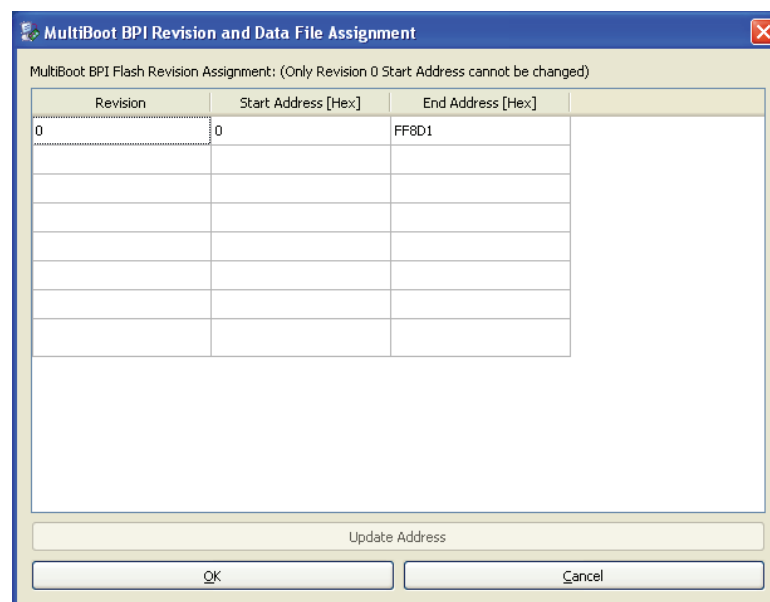 MultiBoot BPI Revision and Data File Assignment
MultiBoot BPI Flash Revision Assignment: (Only Revision 0 Start Address cannot be changed)
Revision Start Address [Hex] End Address [Hex]
0 0 FF8D1
Update Address
OK Cancel